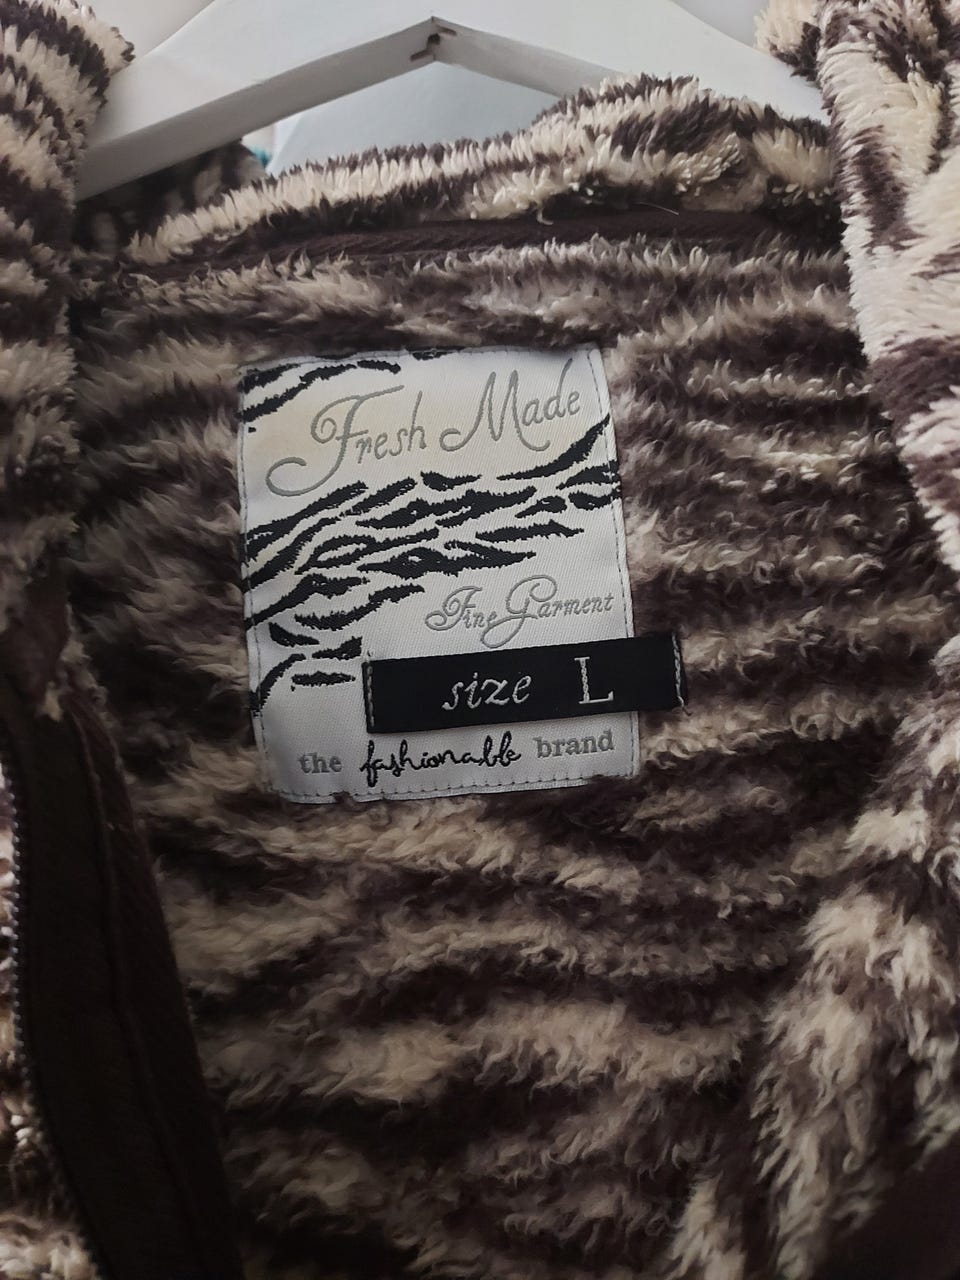 Fresh Made
Fine Garment
size L
the fashionable brand